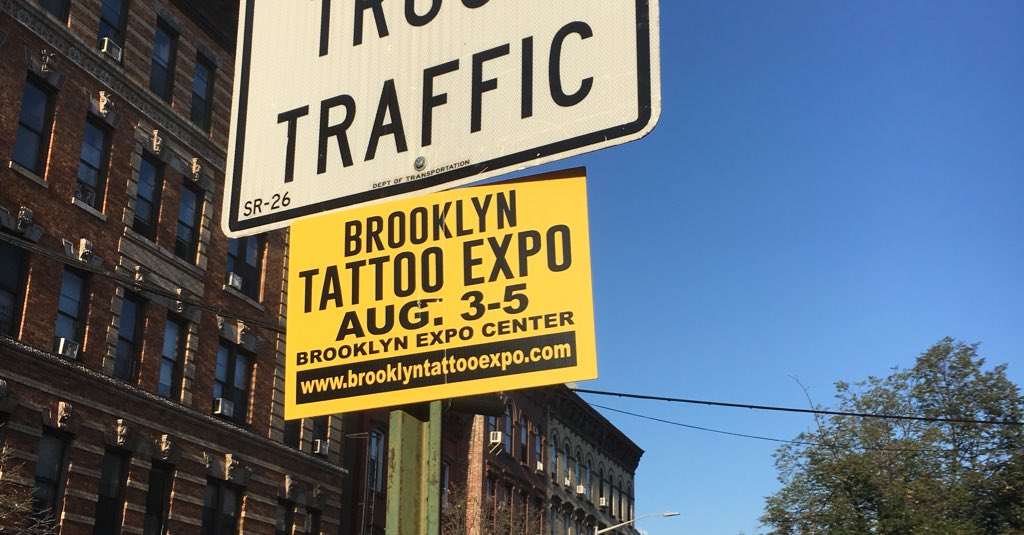 TRAFFIC
DEPT OF TRANSPORTATION
SR-26
BROOKLYN
TATTOO EXPO
AUG. 3-5
BROOKLYN EXPO CENTER
www.brooklyntattooexpo.com